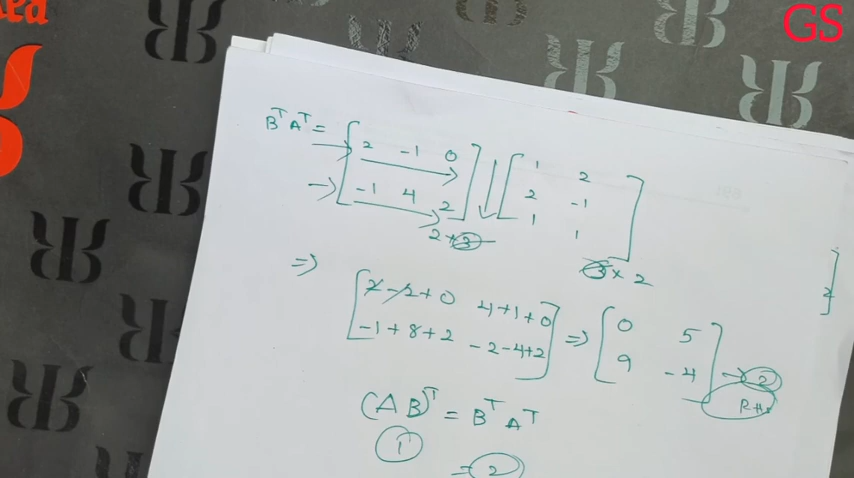 GS
B^T A^T = [ 2 -1 0 ] [ 1 2 ]
[ -1 4 2 ] [ 2 -1 ]
[ 1 1 ]
2 × 3 3 × 2
⇒ [ 2-2+0 4+1+0 ] ⇒ [ 0 5 ]
[ -1+8+2 -2-4+2 ] [ 9 -4 ] → 2
RHS
(AB)^T = B^T A^T
1
= 2